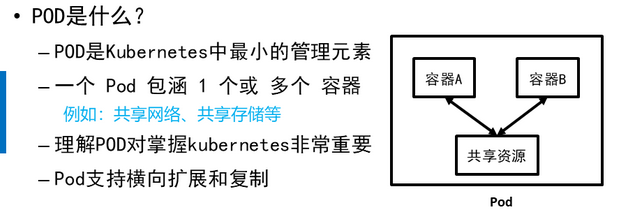 • POD是什么?
–POD是Kubernetes中最小的管理元素
–一个 Pod 包涵 1 个或 多个 容器
例如：共享网络、共享存储等
–理解POD对掌握kubernetes非常重要
–Pod支持横向扩展和复制
容器A
容器B
共享资源
Pod